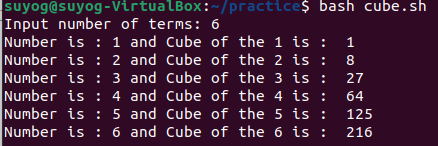 suyog@suyog-VirtualBox:~/practice$ bash cube.sh
Input number of terms: 6
Number is : 1 and Cube of the 1 is :  1
Number is : 2 and Cube of the 2 is :  8
Number is : 3 and Cube of the 3 is :  27
Number is : 4 and Cube of the 4 is :  64
Number is : 5 and Cube of the 5 is :  125
Number is : 6 and Cube of the 6 is :  216